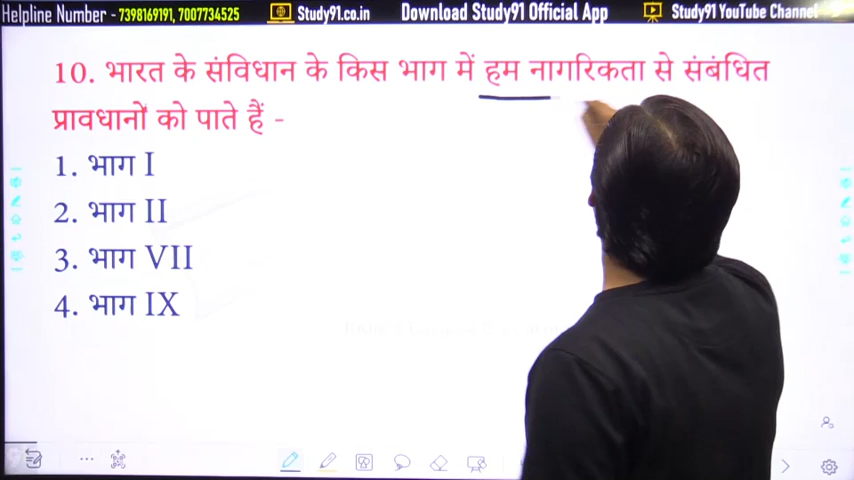 Helpline Number - 7398169191, 7007734525 Study91.co.in Download Study91 Official App Study91 YouTube Channel
10. भारत के संविधान के किस भाग में हम नागरिकता से संबंधित
प्रावधानों को पाते हैं -
1. भाग I
2. भाग II
3. भाग VII
4. भाग IX